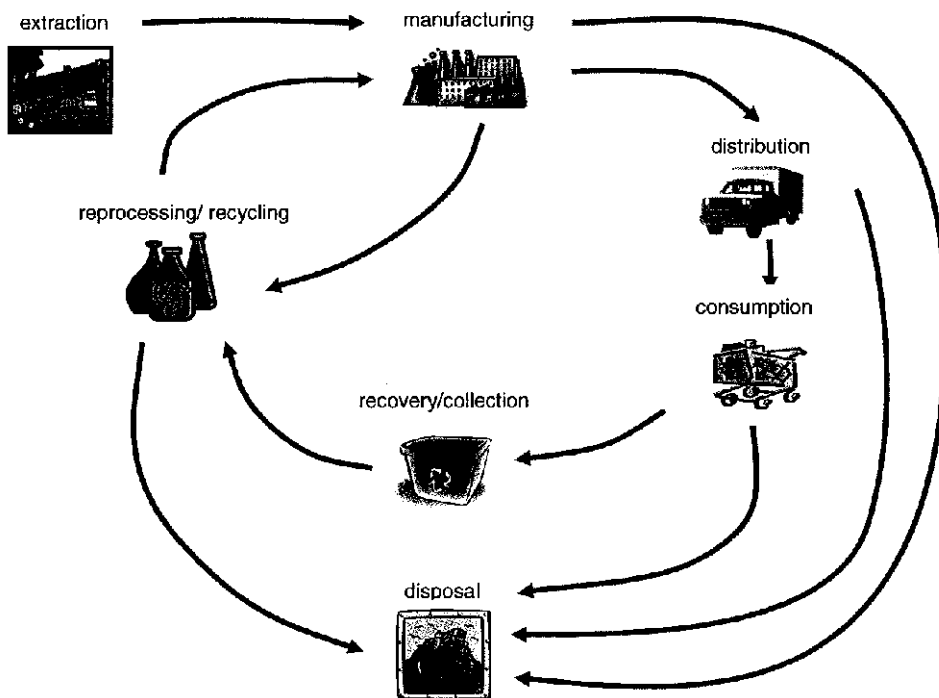 extraction
manufacturing
distribution
reprocessing/ recycling
consumption
recovery/collection
disposal